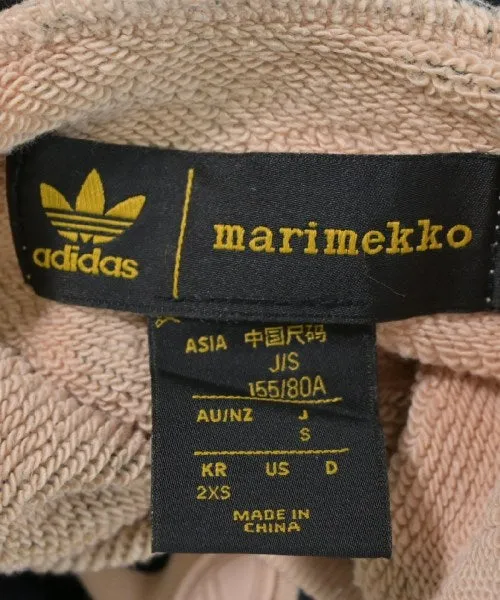 adidas
marimekko
ASIA 中国尺码
J/S
155/80A
AU/NZ J
S
KR US D
2XS
MADE IN
CHINA